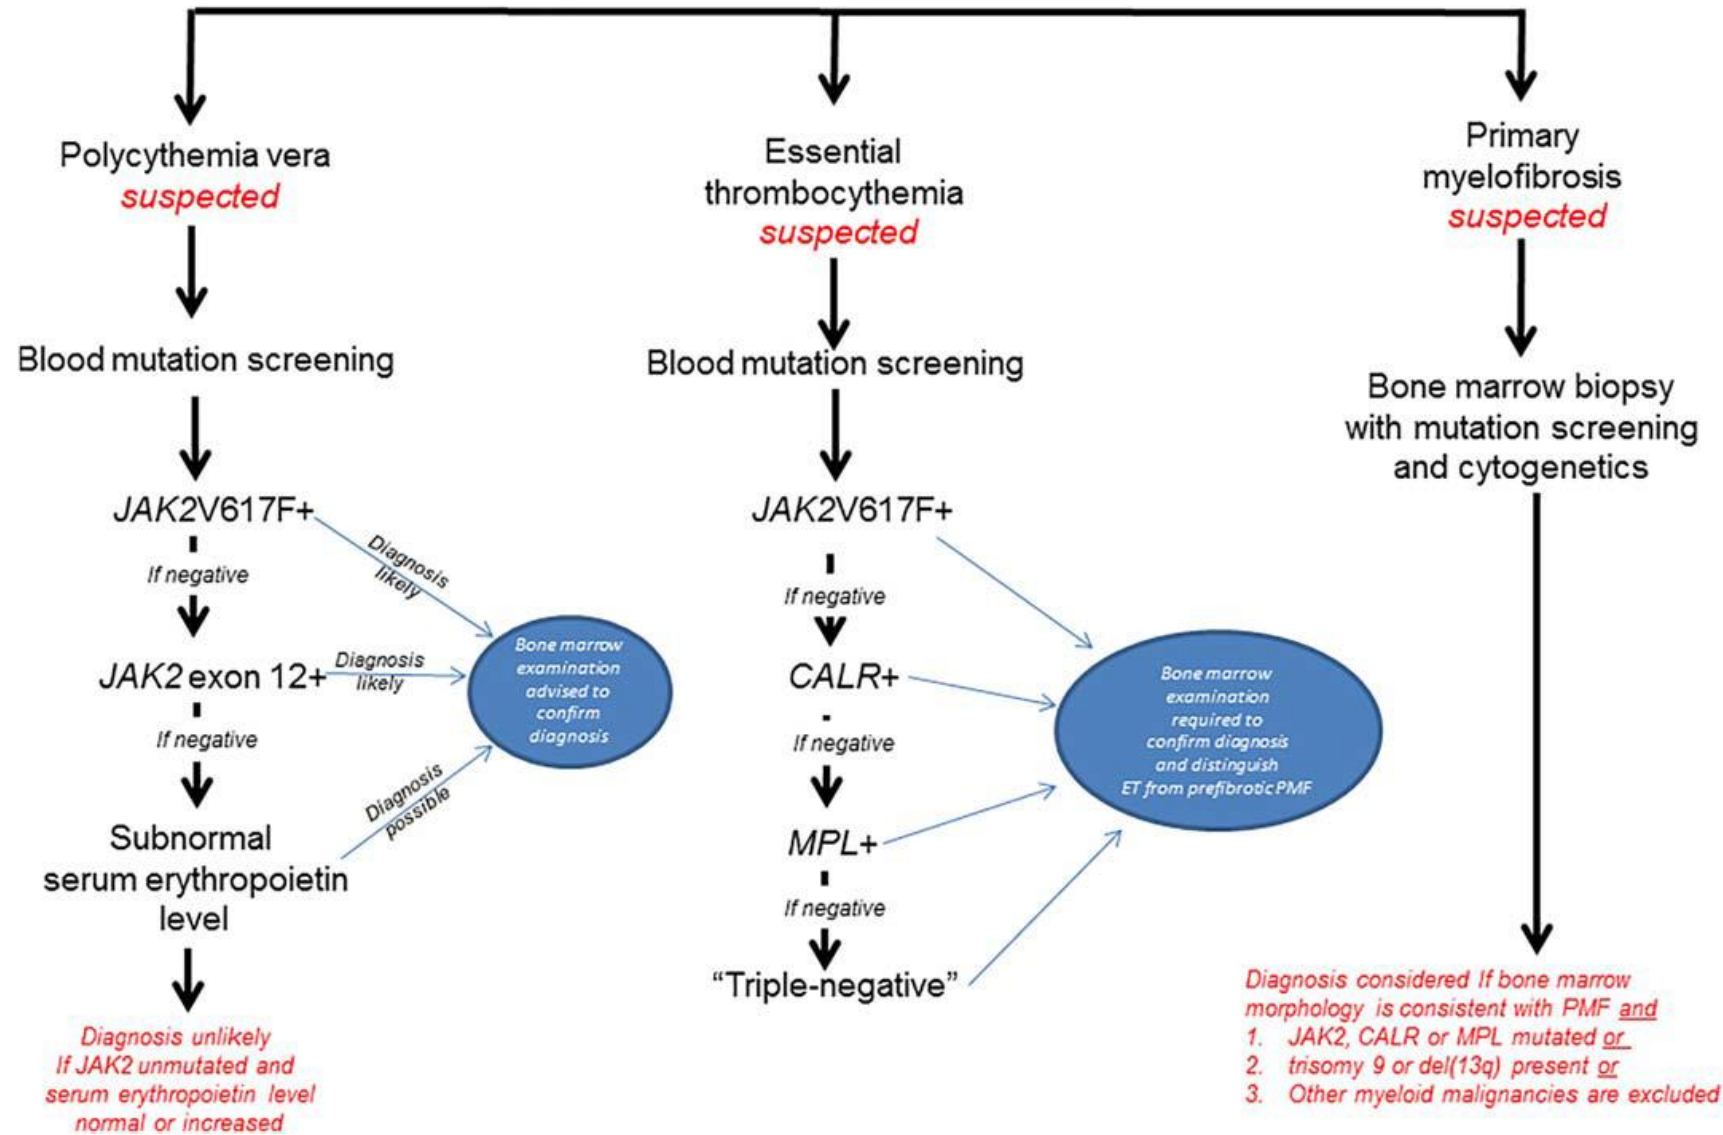 Polycythemia vera
suspected
Blood mutation screening
JAK2V617F+
If negative
JAK2 exon 12+
If negative
Subnormal
serum erythropoietin
level
Diagnosis unlikely
If JAK2 unmutated and
serum erythropoietin level
normal or increased
Diagnosis
likely
Diagnosis
likely
Diagnosis
possible
Bone marrow
examination
advised to
confirm
diagnosis
Essential
thrombocythemia
suspected
Blood mutation screening
JAK2V617F+
If negative
CALR+
If negative
MPL+
If negative
“Triple-negative”
Bone marrow
examination
required to
confirm diagnosis
and distinguish
ET from prefibrotic PMF
Primary
myelofibrosis
suspected
Bone marrow biopsy
with mutation screening
and cytogenetics
Diagnosis considered If bone marrow
morphology is consistent with PMF and
1. JAK2, CALR or MPL mutated or
2. trisomy 9 or del(13q) present or
3. Other myeloid malignancies are excluded